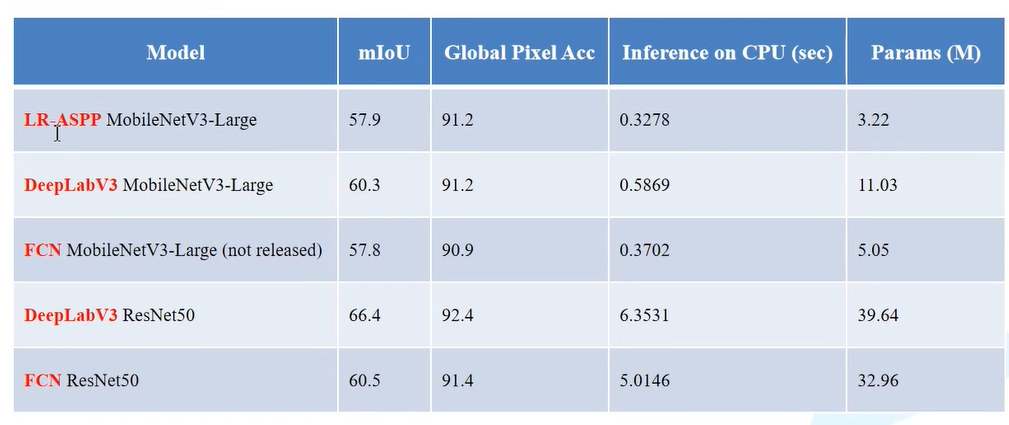 Model mIoU Global Pixel Acc Inference on CPU (sec) Params (M)
LR-ASPP MobileNetV3-Large 57.9 91.2 0.3278 3.22
DeepLabV3 MobileNetV3-Large 60.3 91.2 0.5869 11.03
FCN MobileNetV3-Large (not released) 57.8 90.9 0.3702 5.05
DeepLabV3 ResNet50 66.4 92.4 6.3531 39.64
FCN ResNet50 60.5 91.4 5.0146 32.96